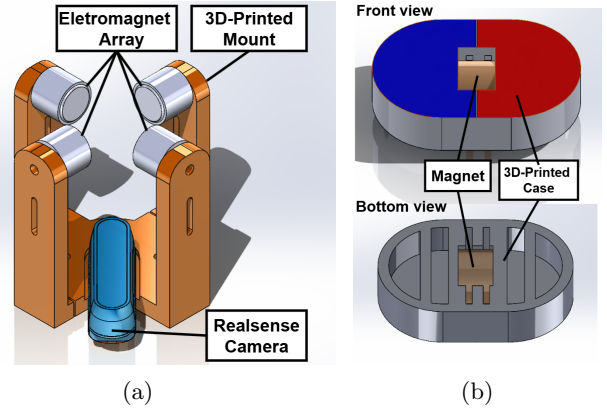 Eletromagnet
Array
3D-Printed
Mount
Realsense
Camera
(a)
Front view
Magnet
3D-Printed
Case
Bottom view
(b)